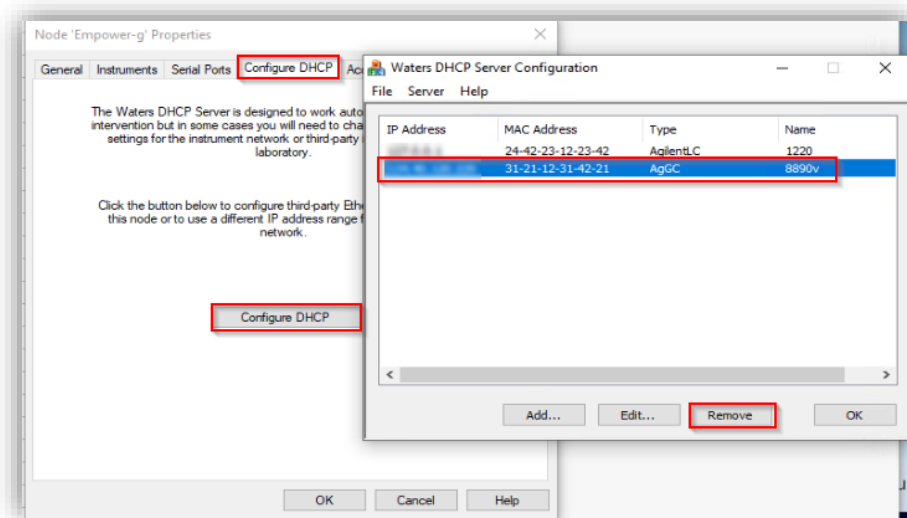 Node 'Empower-g' Properties
General Instruments Serial Ports Configure DHCP
The Waters DHCP Server is designed to work auto
intervention but in some cases you will need to cha
settings for the instrument network or third-party
laboratory.
Click the button below to configure third-party Eth
this node or to use a different IP address range f
network.
Configure DHCP
OK Cancel Help
Waters DHCP Server Configuration
File Server Help
IP Address MAC Address Type Name
24-42-23-12-23-42 AgilentLC 1220
31-21-12-31-42-21 AgGC 8890v
Add... Edit... Remove OK